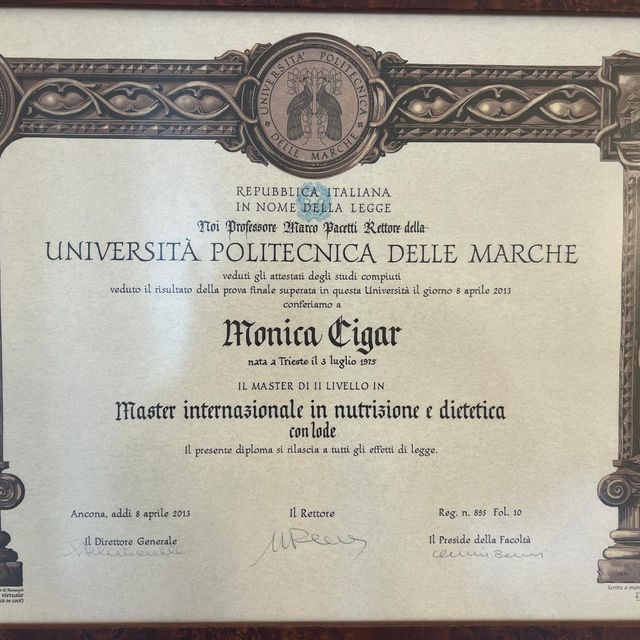 UNIVERSITA' POLITECNICA
DELLE MARCHE
REPUBBLICA ITALIANA
IN NOME DELLA LEGGE
Noi Professore Marco Pacetti Rettore della
UNIVERSITÀ POLITECNICA DELLE MARCHE
veduti gli attestati degli studi compiuti
veduto il risultato della prova finale superata in questa Università il giorno 8 aprile 2013
conferiamo a
Monica Cigar
nata a Trieste il 3 luglio 1975
IL MASTER DI II LIVELLO IN
Master internazionale in nutrizione e dietetica
con lode
Il presente diploma si rilascia a tutti gli effetti di legge.
Ancona, addì 8 aprile 2013
Il Rettore
Reg. n. 895 Fol. 10
Il Direttore Generale
Il Preside della Facoltà
virtuale
Scritto a man